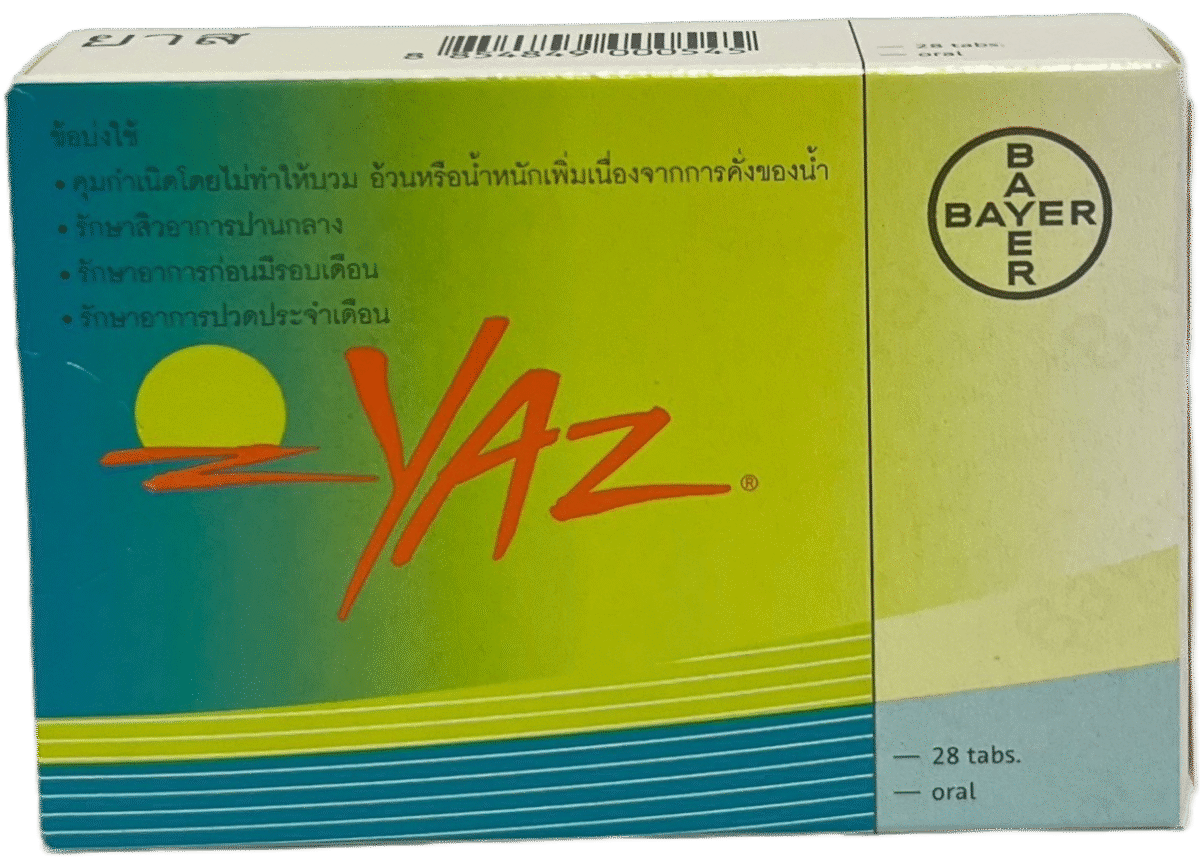 ยาส
8 854849 000545
— 28 tabs.
— oral
ข้อบ่งใช้
• คุมกำเนิดโดยไม่ทำให้บวม อ้วนหรือน้ำหนักเพิ่มเนื่องจากการคั่งของน้ำ
• รักษาสิวอาการปานกลาง
• รักษาอาการก่อนมีรอบเดือน
• รักษาอาการปวดประจำเดือน
BAYER
BAYER
YAZ®
— 28 tabs.
— oral